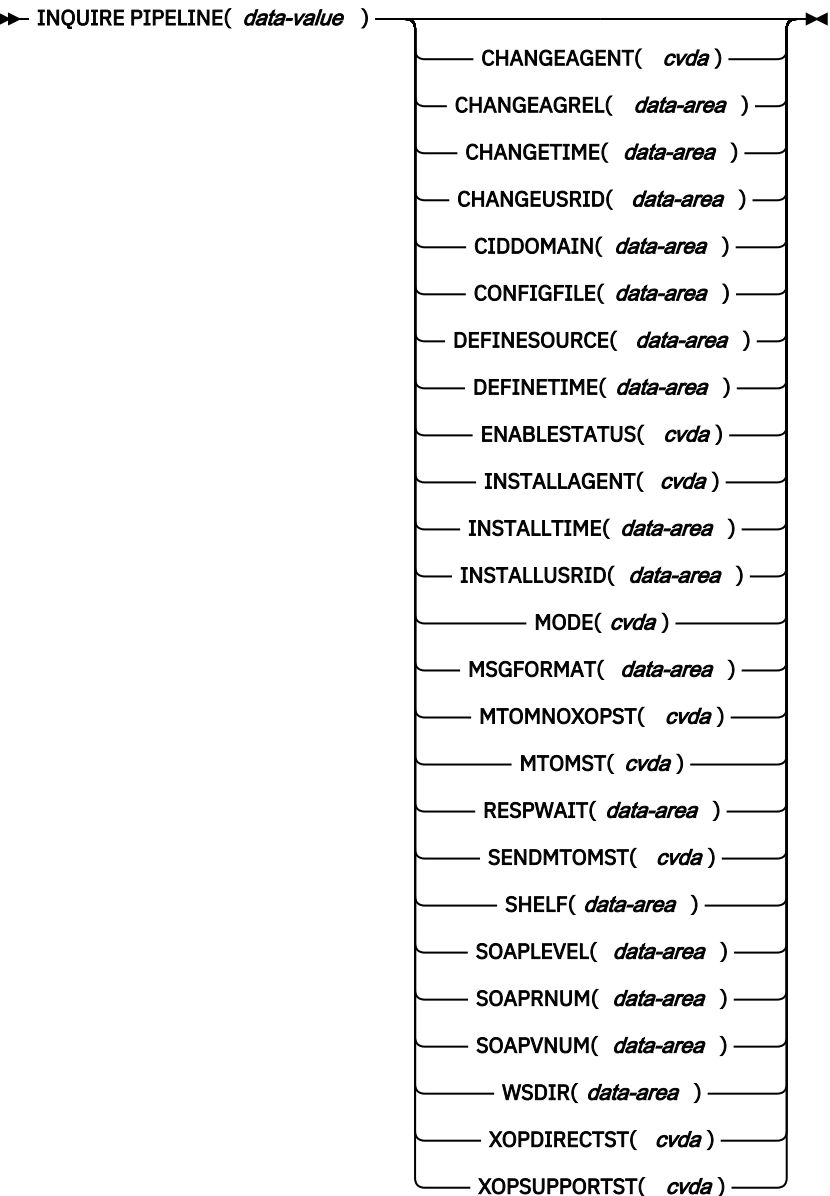 INQUIRE PIPELINE( data-value )
CHANGEAGENT( cvda )
CHANGEAGREL( data-area )
CHANGETIME( data-area )
CHANGEUSRID( data-area )
CIDDOMAIN( data-area )
CONFIGFILE( data-area )
DEFINESOURCE( data-area )
DEFINETIME( data-area )
ENABLESTATUS( cvda )
INSTALLAGENT( cvda )
INSTALLTIME( data-area )
INSTALLUSRID( data-area )
MODE( cvda )
MSGFORMAT( data-area )
MTOMNOXOPST( cvda )
MTOMST( cvda )
RESPWAIT( data-area )
SENDMTOMST( cvda )
SHELF( data-area )
SOAPLEVEL( data-area )
SOAPRNUM( data-area )
SOAPVNUM( data-area )
WSDIR( data-area )
XOPDIRECTST( cvda )
XOPSUPPORTST( cvda )